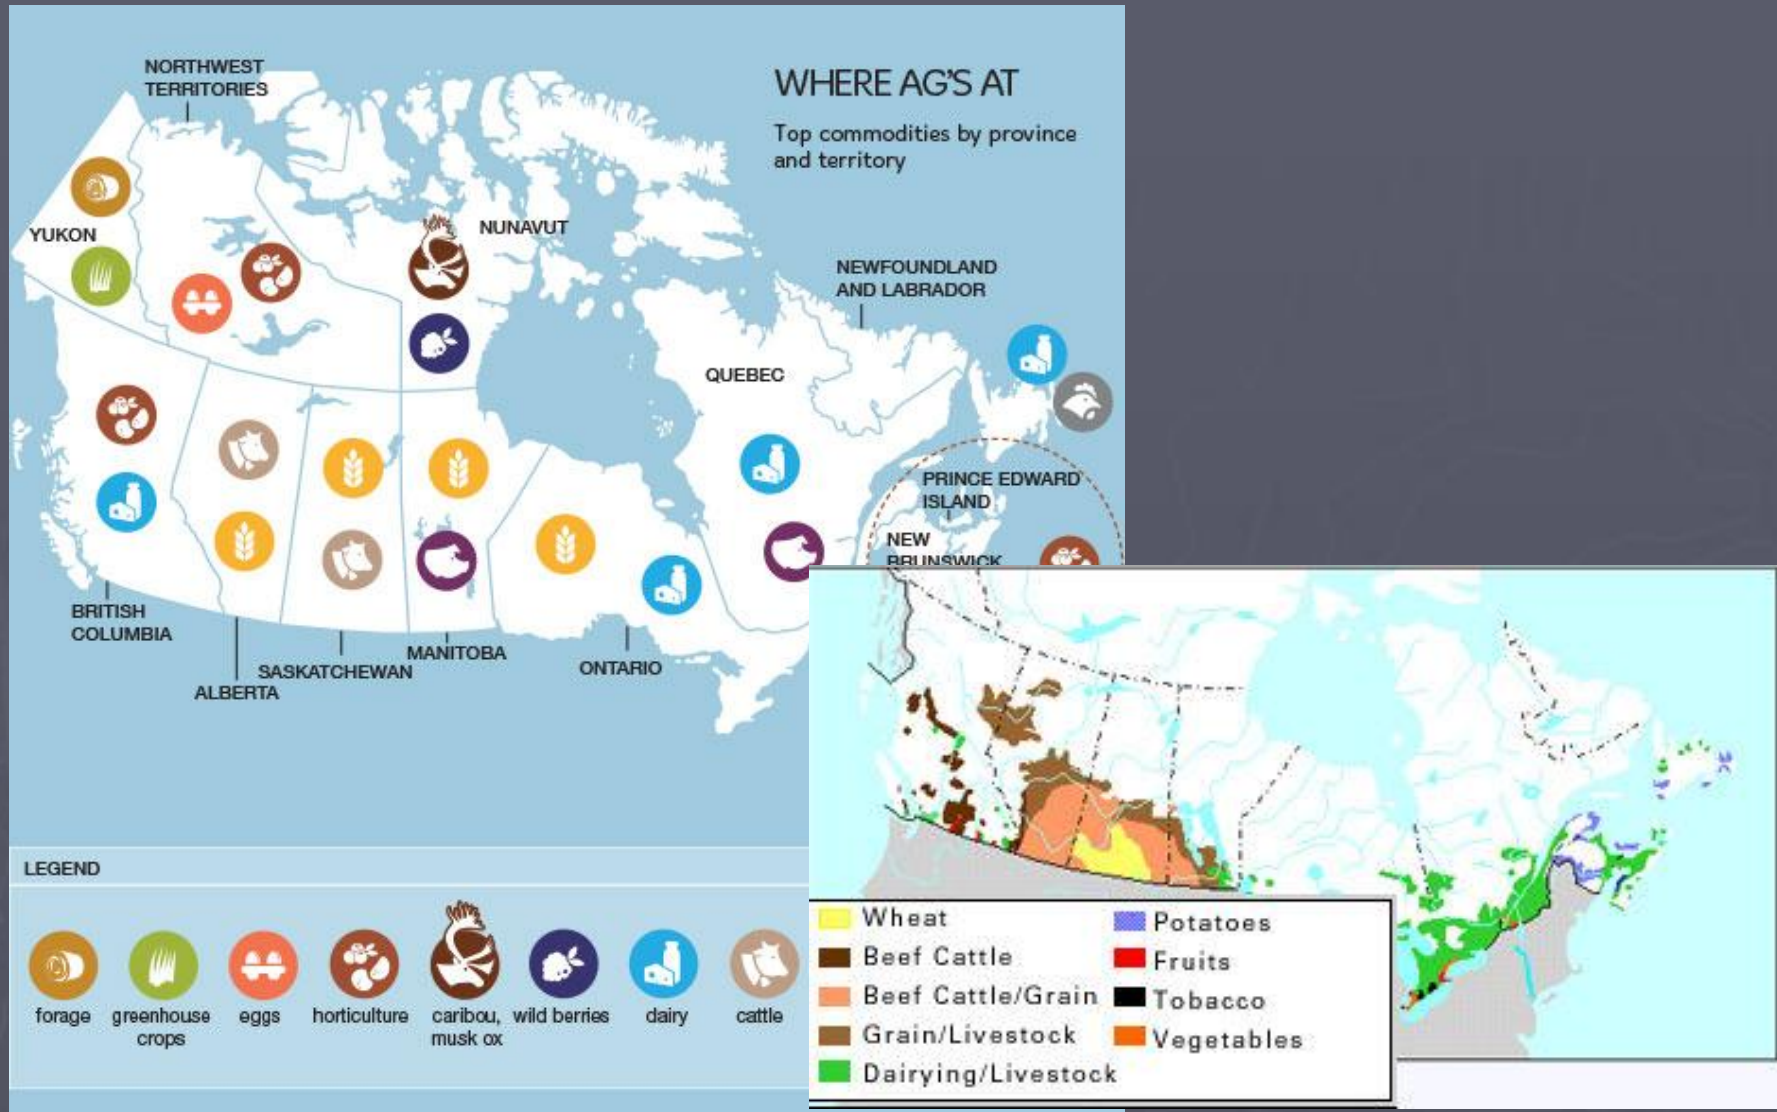 WHERE AG'S AT
Top commodities by province
and territory
NORTHWEST
TERRITORIES
YUKON
NUNAVUT
NEWFOUNDLAND
AND LABRADOR
QUEBEC
PRINCE EDWARD
ISLAND
NEW
BRUNSWICK
BRITISH
COLUMBIA
ALBERTA
SASKATCHEWAN
MANITOBA
ONTARIO
LEGEND
forage
greenhouse
crops
eggs
horticulture
caribou,
musk ox
wild berries
dairy
cattle
Wheat
Beef Cattle
Beef Cattle/Grain
Grain/Livestock
Dairying/Livestock
Potatoes
Fruits
Tobacco
Vegetables